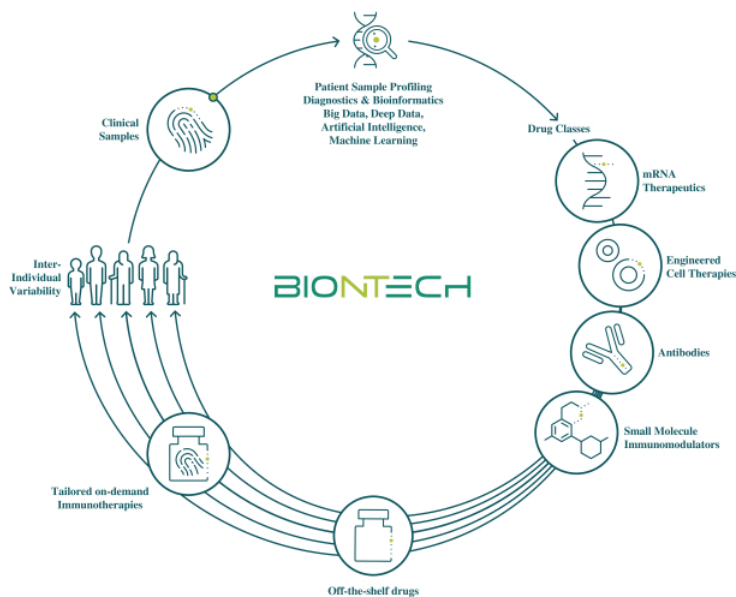 Patient Sample Profiling
Diagnostics & Bioinformatics
Big Data, Deep Data,
Artificial Intelligence,
Machine Learning
Clinical
Samples
Drug Classes
mRNA
Therapeutics
Inter-
Individual
Variability
Engineered
Cell Therapies
BIONTECH
Antibodies
Small Molecule
Immunomodulators
Tailored on-demand
Immunotherapies
Off-the-shelf drugs